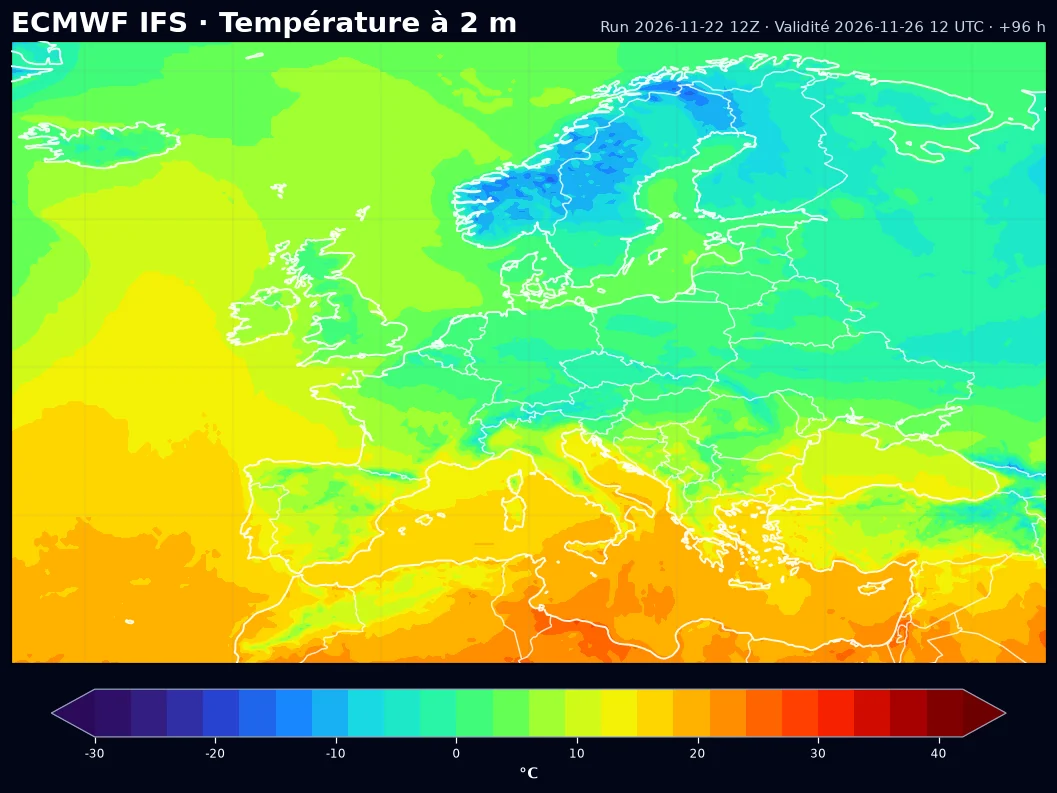 ECMWF IFS · Température à 2 m
Run 2026-11-22 12Z · Validité 2026-11-26 12 UTC · +96 h
-30 -20 -10 0 10 20 30 40
°C